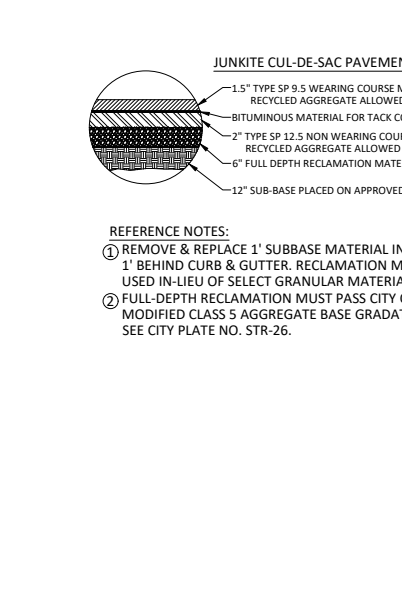 JUNKITE CUL-DE-SAC PAVEMEN
1.5" TYPE SP 9.5 WEARING COURSE M
RECYCLED AGGREGATE ALLOWED
BITUMINOUS MATERIAL FOR TACK CO
2" TYPE SP 12.5 NON WEARING COUR
RECYCLED AGGREGATE ALLOWED
6" FULL DEPTH RECLAMATION MATE
12" SUB-BASE PLACED ON APPROVED
REFERENCE NOTES:
1 REMOVE & REPLACE 1' SUBBASE MATERIAL IN
1' BEHIND CURB & GUTTER. RECLAMATION M
USED IN-LIEU OF SELECT GRANULAR MATERIA
2 FULL-DEPTH RECLAMATION MUST PASS CITY
MODIFIED CLASS 5 AGGREGATE BASE GRADAT
SEE CITY PLATE NO. STR-26.